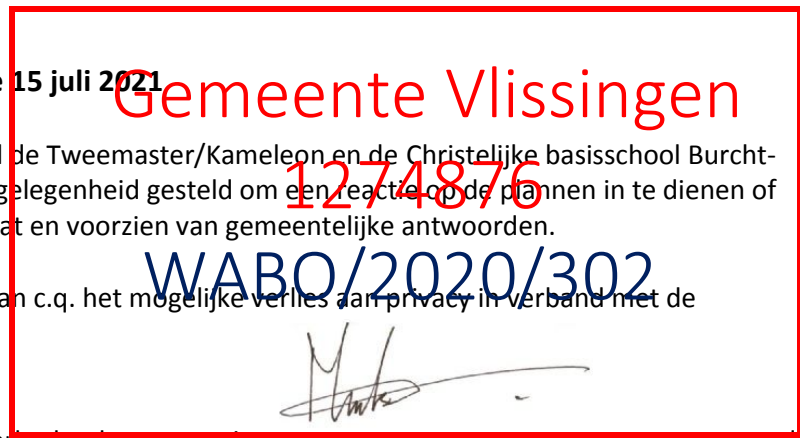 e 15 juli 2021
Gemeente Vlissingen
d de Tweemaster/Kameleon en de Christelijke basisschool Burcht-
1274876
gelegenheid gesteld om een reactie op de plannen in te dienen of
at en voorzien van gemeentelijke antwoorden.
WABO/2020/302
an c.q. het mogelijke verlies aan privacy in verband met de